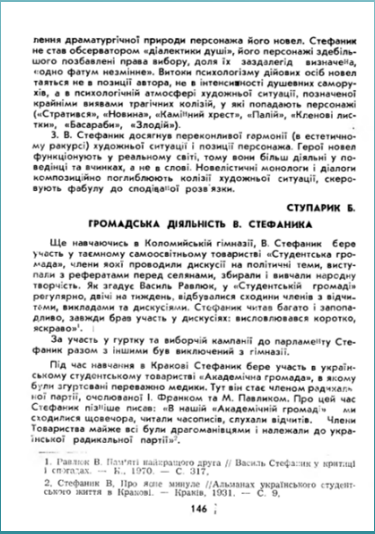 лення драматургічної природи персонажа його новел. Стефаник
не став обсерватором «діалектики душі», його персонажі здебіль-
шого позбавлені права вибору, доля їх заздалегідь визначена,
«одно фатум незмінне». Витоки психологізму дійових осіб новел
таяться не в позиції автора, не в інтенсивності душевних самору-
хів, а в психологічній атмосфері художньої ситуації, позначеної
крайніми виявами трагічних колізій, у які попадають персонажі
(«Стратився», «Новина», «Камінний хрест», «Палій», «Кленові лис-
тки», «Басараби», «Злодій»).
3. В. Стефаник досягнув переконливої гармонії (в естетично-
му ракурсі) художньої ситуації і позиції персонажа. Герої новел
функціонують у реальному світі, тому вони більш діяльні у по-
ведінці та вчинках, а не в слові. Новелістичні монологи і діалоги
композиційно поглиблюють колізії художньої ситуації, скеро-
вують фабулу до сподіваної розв'язки.
СТУПАРИК Б.
ГРОМАДСЬКА ДІЯЛЬНІСТЬ В. СТЕФАНИКА
Ще навчаючись в Коломийській гімназії, В. Стефаник бере
участь у таємному самоосвітньому товаристві «Студентська гро-
мада», члени якої проводили дискусії на політичні теми, висту-
пали з рефератами перед селянами, збирали і вивчали народну
творчість. Як згадує Василь Равлюк, у «Студентській громаді»
регулярно, двічі на тиждень, відбувалися сходини членів з відчи-
тами, викладами та дискусіями. Стефаник читав багато і запопа-
дливо, завжди брав участь у дискусіях: висловлювався коротко,
яскраво»¹.
За участь у гуртку та виборчій кампанії до парламенту Сте-
фаник разом з іншими був виключений з гімназії.
Під час навчання в Кракові Стефаник бере участь в україн-
ському студентському товаристві «Академічна громада», в якому
були згуртовані переважно медики. Тут він стає членом радикаль-
ної партії, очолюваної І. Франком та М. Павликом. Про цей час
Стефаник пізніше писав: «В нашій «Академічній громаді» ми
сходилися щовечора, читали часописів, слухали відчитів. Члени
Товариства майже всі були драгоманівцями і належали до укра-
їнської радикальної партії»².
1. Равлюк В. Пам'яті найкращого друга // Василь Стефаник у критиці
і спогадах. — К., 1970. — С. 317.
2. Стефаник В. Про ясне минуле //Альманах українського студент-
ського життя в Кракові. — Краків, 1931. — С. 9.
146